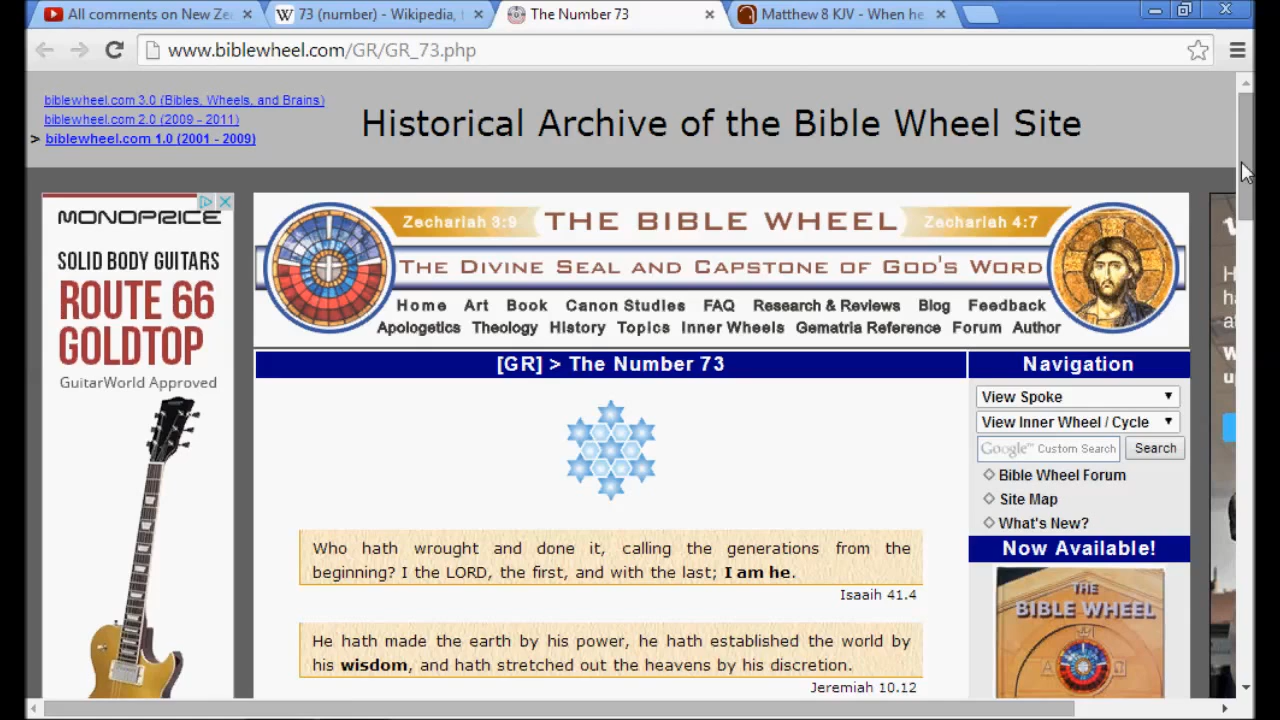 All comments on New Ze
73 (number) - Wikipedia,
The Number 73
Matthew 8 KJV - When he
www.biblewheel.com/GR/GR_73.php
biblewheel.com 3.0 (Bibles, Wheels, and Brains)
biblewheel.com 2.0 (2009 - 2011)
> biblewheel.com 1.0 (2001 - 2009)
Historical Archive of the Bible Wheel Site
MONOPRICE
SOLID BODY GUITARS
ROUTE 66
GOLDTOP
GuitarWorld Approved
Zechariah 3:9
THE BIBLE WHEEL
Zechariah 4:7
THE DIVINE SEAL AND CAPSTONE OF GOD'S WORD
Home Art Book Canon Studies FAQ Research & Reviews Blog Feedback
Apologetics Theology History Topics Inner Wheels Gematria Reference Forum Author
[GR] > The Number 73
Who hath wrought and done it, calling the generations from the
beginning? I the LORD, the first, and with the last; I am he.
Isaaih 41.4
He hath made the earth by his power, he hath established the world by
his wisdom, and hath stretched out the heavens by his discretion.
Jeremiah 10.12
Navigation
View Spoke
View Inner Wheel / Cycle
Google™ Custom Search
Search
Bible Wheel Forum
Site Map
What's New?
Now Available!
THE
BIBLE WHEEL